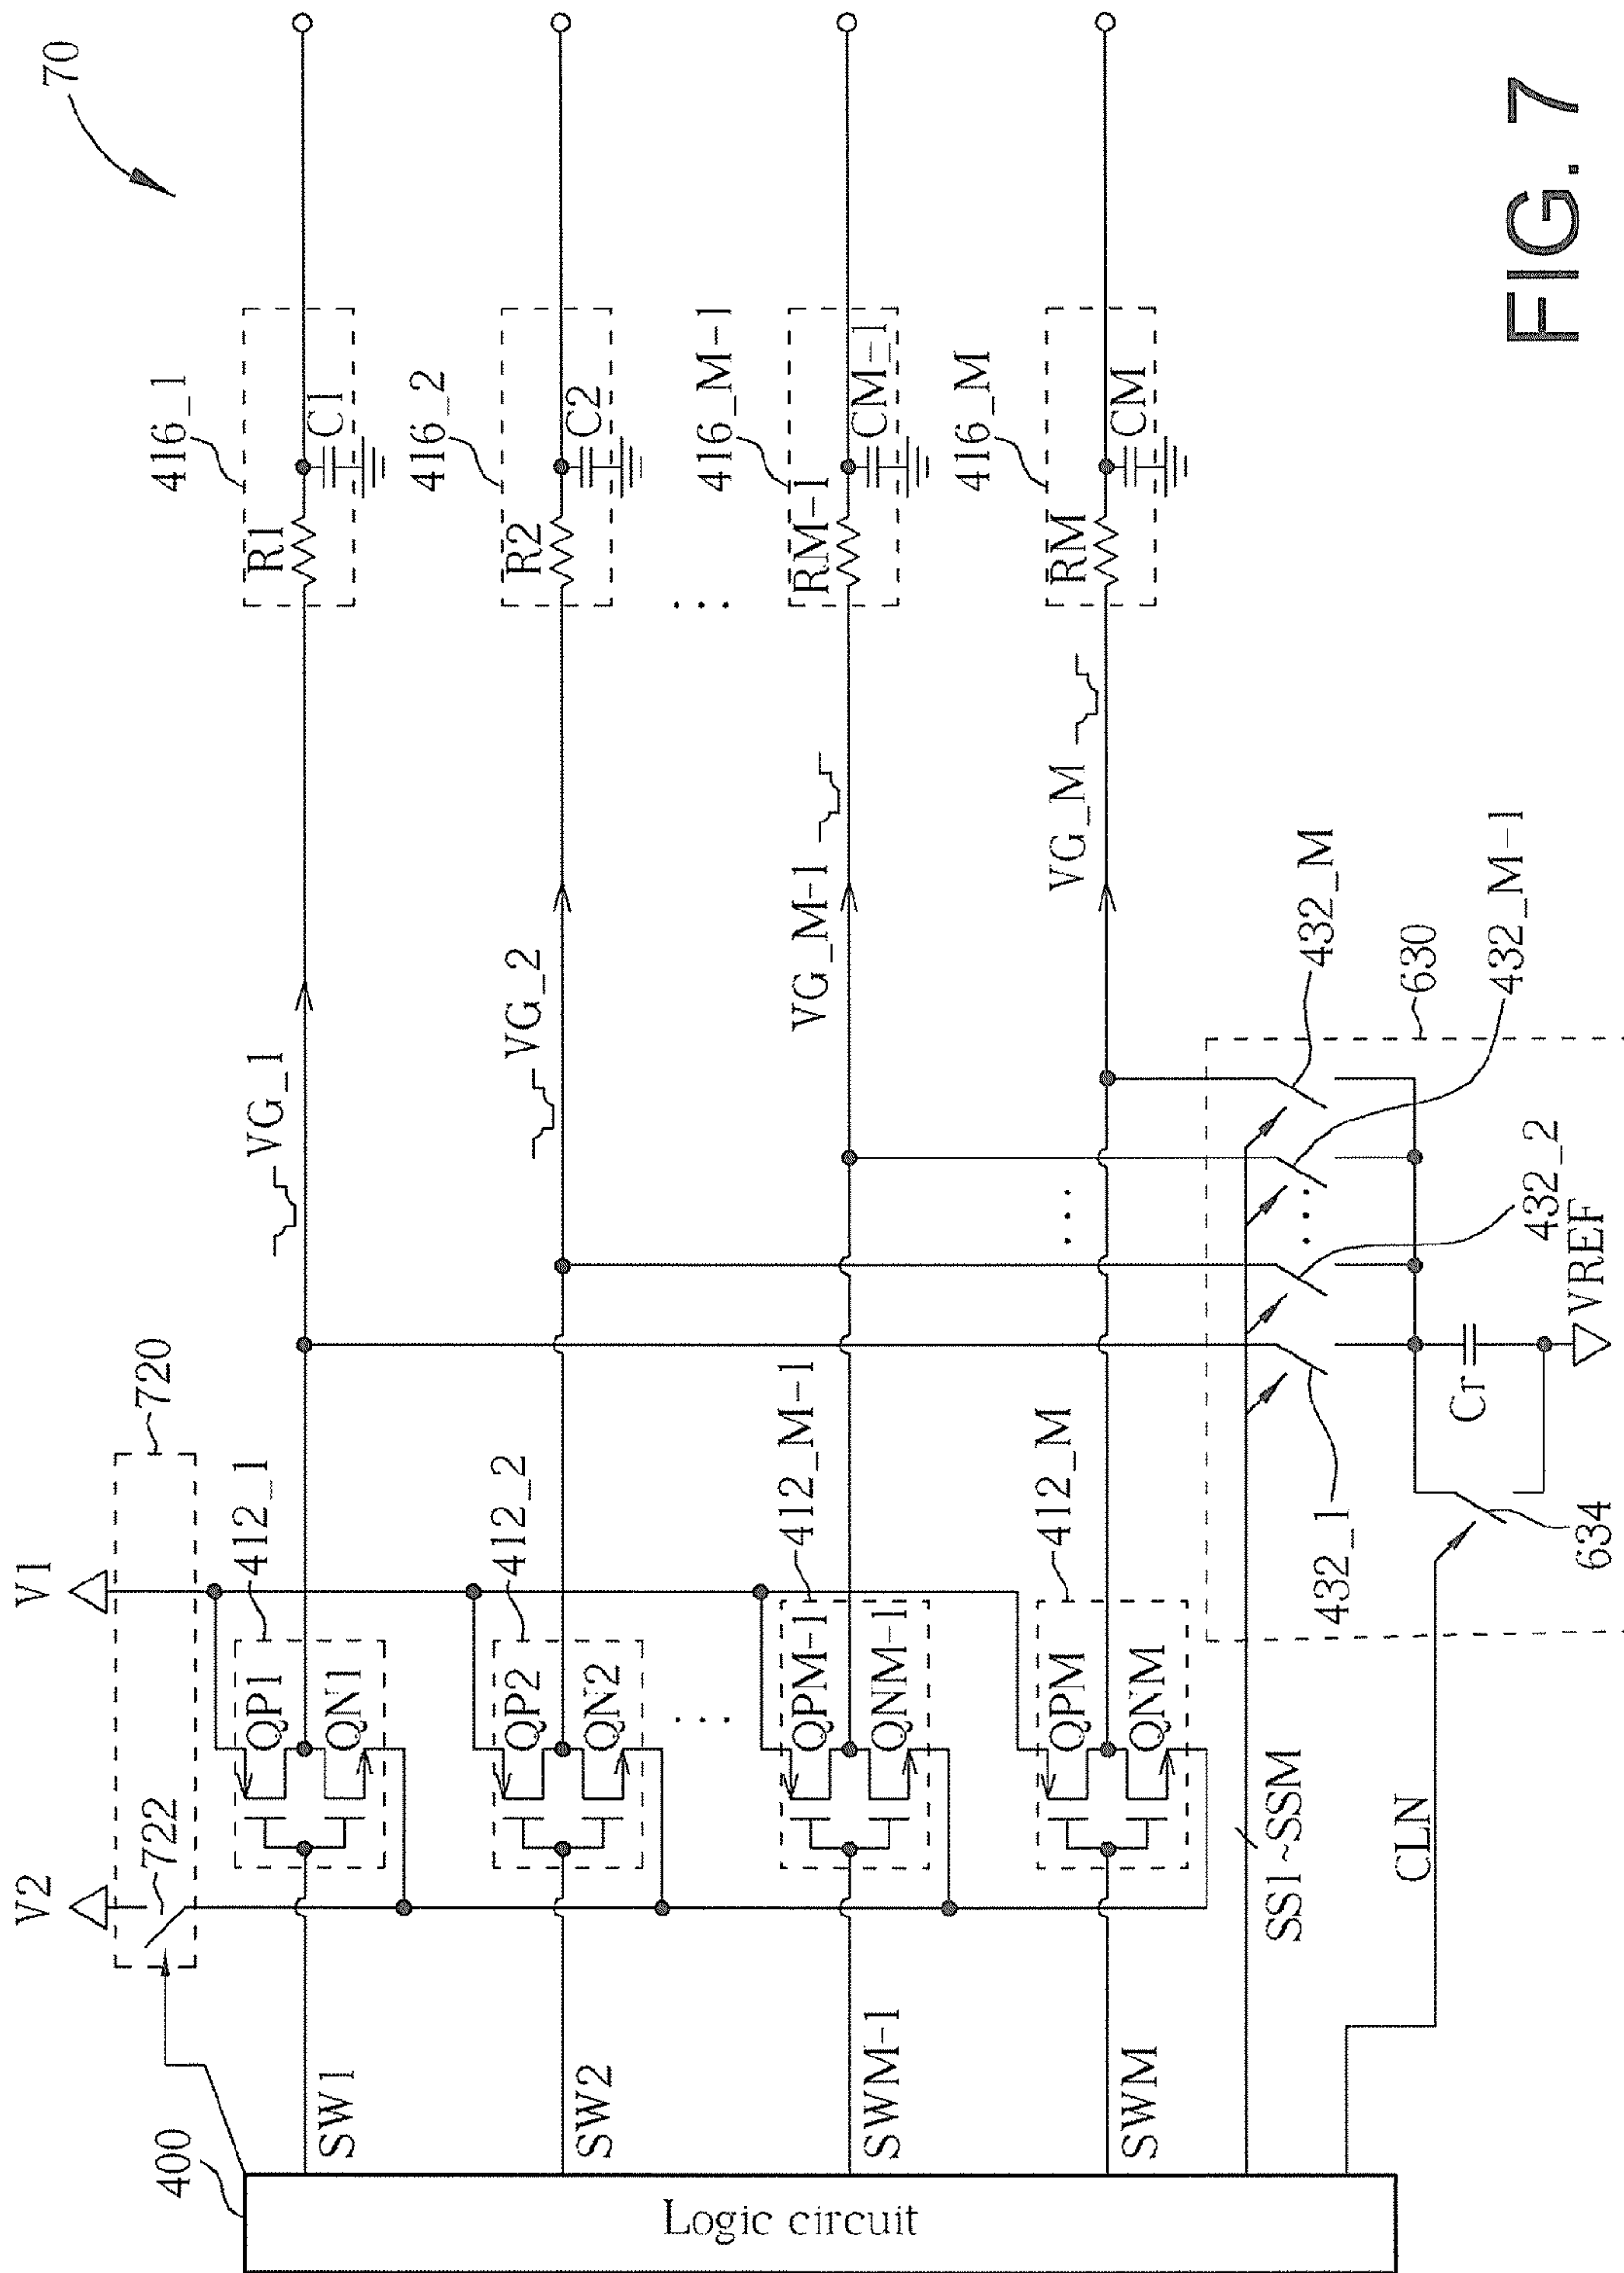 70
V2
V1
722
720
400
SW1
QP1
QN1
412_1
VG_1
R1
C1
416_1
SW2
QP2
QN2
412_2
VG_2
R2
C2
416_2
...
...
SWM-1
QPM-1
QNM-1
412_M-1
VG_M-1
RM-1
CM-1
416_M-1
SWM
QPM
QNM
412_M
...
VG_M
RM
CM
416_M
Logic circuit
SS1~SSM
CLN
432_1
432_2
...
432_M-1
432_M
630
634
Cr
VREF
FIG. 7